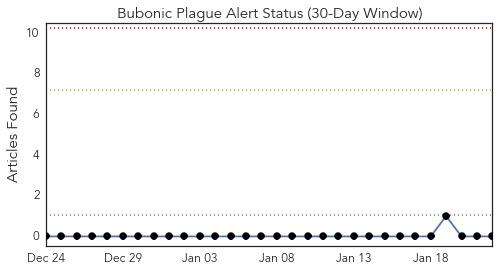 Bubonic Plague Alert Status (30-Day Window)
Articles Found
10
8
6
4
2
0
Dec 24 Dec 29 Jan 03 Jan 08 Jan 13 Jan 18